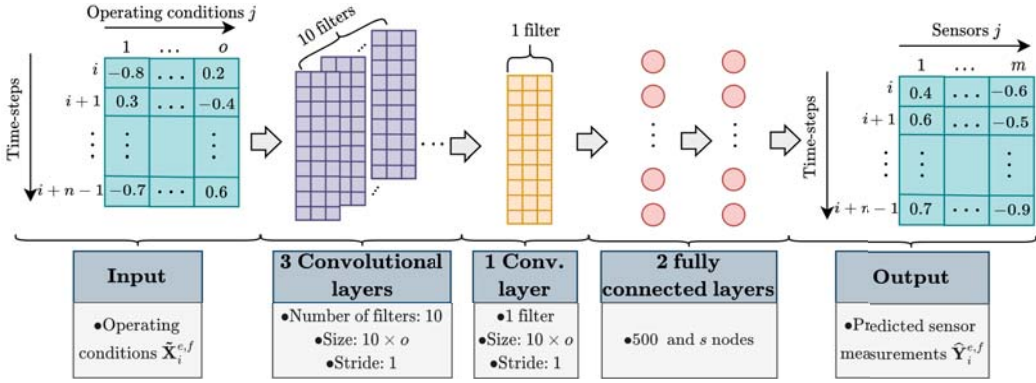 Operating conditions j
1 ... o
Time-steps
i −0.8 ... 0.2
i + 1 0.3 ... −0.4
⋮ ⋮ ⋮
i + n − 1 −0.7 ... 0.6
10 filters
...
1 filter
Sensors j
1 ... m
Time-steps
i 0.4 ... −0.6
i+1 0.6 ... −0.5
⋮ ⋮ ⋮
i + n − 1 0.7 ... −0.9
Input
●Operating
conditions X̃ᵢᵉ,ᶠ
3 Convolutional
layers
●Number of filters: 10
●Size: 10 × o
●Stride: 1
1 Conv.
layer
●1 filter
●Size: 10 × o
●Stride: 1
2 fully
connected layers
●500 and s nodes
Output
●Predicted sensor
measurements Ŷᵢᵉ,ᶠ